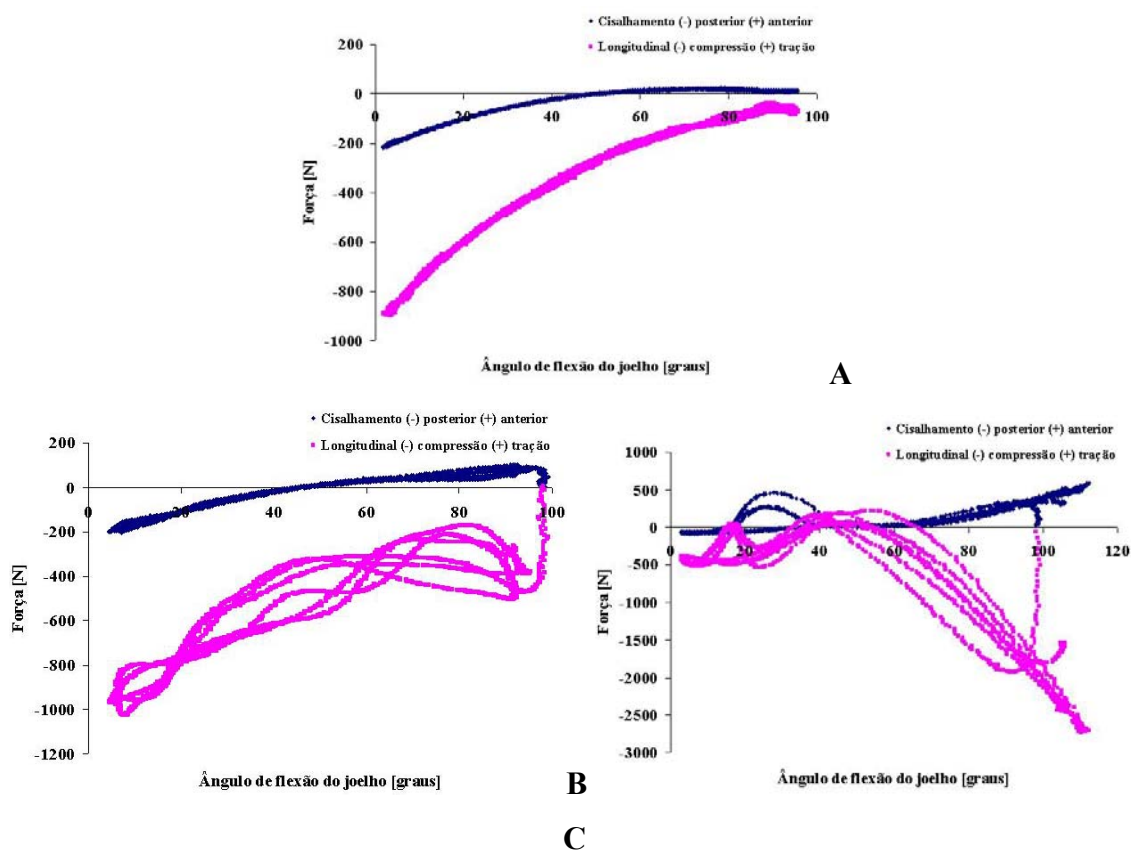 Cisalhamento (-) posterior (+) anterior
Longitudinal (-) compressão (+) tração
200
0
-200
-400
-600
-800
-1000
0
20
40
60
80
100
Força [N]
Ângulo de flexão do joelho [graus]
A
Cisalhamento (-) posterior (+) anterior
Longitudinal (-) compressão (+) tração
200
0
-200
-400
-600
-800
-1000
-1200
0
20
40
60
80
100
Força [N]
Ângulo de flexão do joelho [graus]
B
Cisalhamento (-) posterior (+) anterior
Longitudinal (-) compressão (+) tração
1000
500
0
-500
-1000
-1500
-2000
-2500
-3000
0
20
40
60
80
100
120
Força [N]
Ângulo de flexão do joelho [graus]
C